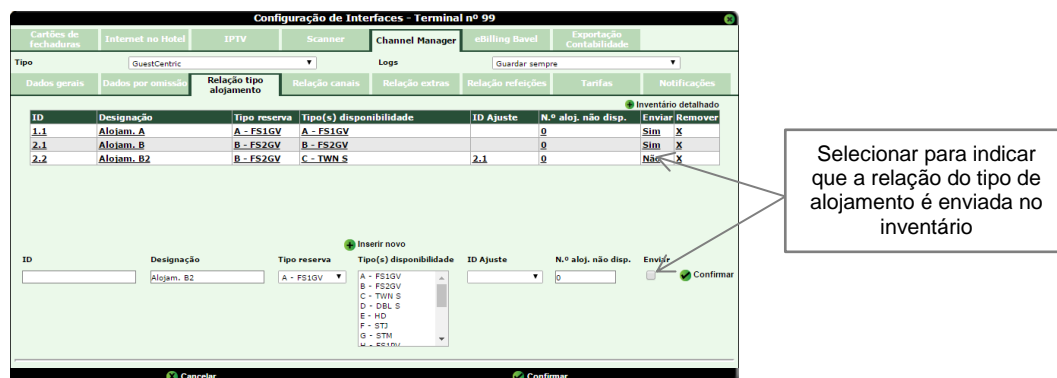 Configuração de Interfaces - Terminal nº 99
Cartões de fechaduras Internet no Hotel IPTV Scanner Channel Manager eBilling Bavel Exportação Contabilidade
Tipo GuestCentric Logs Guardar sempre
Dados gerais Dados por omissão Relação tipo alojamento Relação canais Relação extras Relação refeições Tarifas Notificações
Inventário detalhado
ID Designação Tipo reserva Tipo(s) disponibilidade ID Ajuste N.º aloj. não disp. Enviar Remover
1.1 Alojam. A A - FS1GV A - FS1GV 0 Sim X
2.1 Alojam. B B - FS2GV B - FS2GV 0 Sim X
2.2 Alojam. B2 B - FS2GV C - TWN S 2.1 0 Não X
Selecionar para indicar
que a relação do tipo de
alojamento é enviada no
inventário
Inserir novo
ID Designação Tipo reserva Tipo(s) disponibilidade ID Ajuste N.º aloj. não disp. Enviar
Alojam. B2 A - FS1GV A - FS1GV 0 Confirmar
B - FS2GV
C - TWN S
D - DBL S
E - HD
F - STJ
G - STM
Cancelar Confirmar